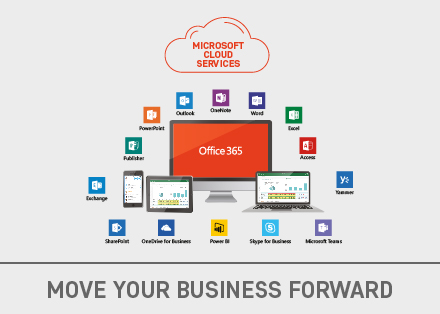 MICROSOFT
CLOUD
SERVICES
OneNote
Outlook
Word
PowerPoint
Excel
Office 365
Publisher
Access
Exchange
Yammer
SharePoint
OneDrive for Business
Power BI
Skype for Business
Microsoft Teams
MOVE YOUR BUSINESS FORWARD